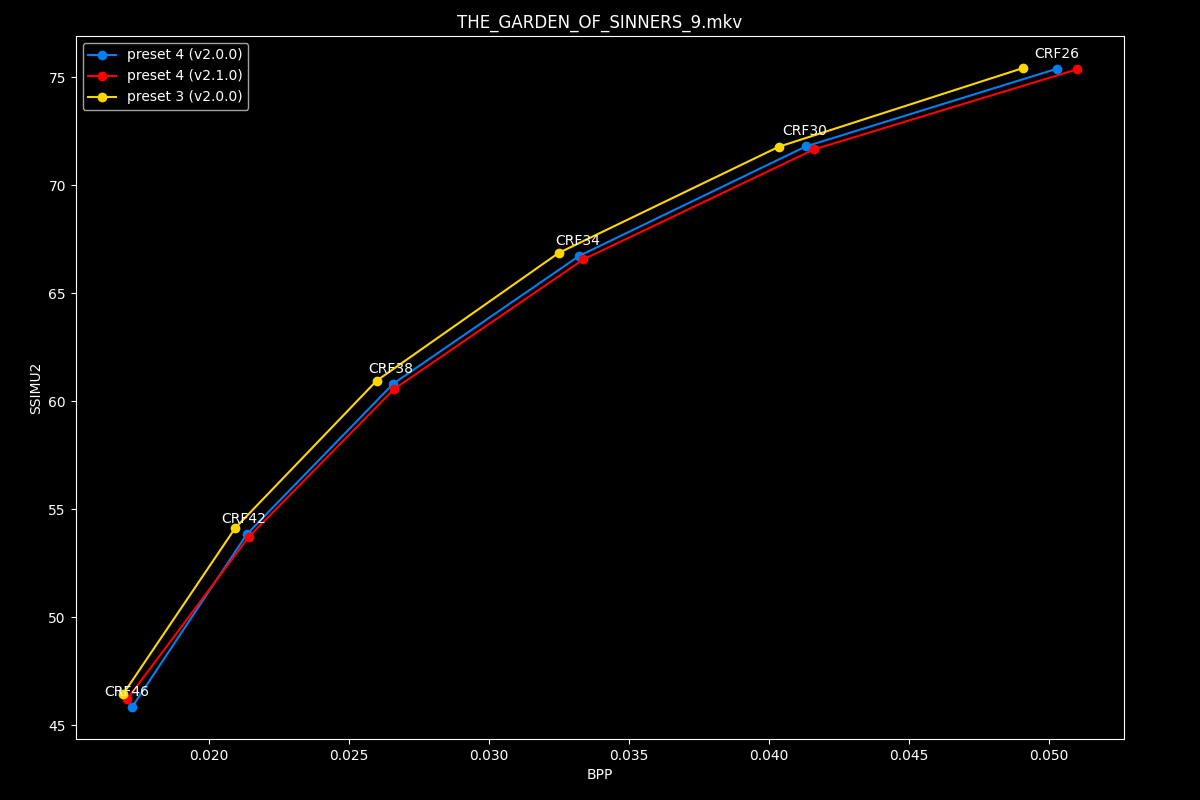 THE_GARDEN_OF_SINNERS_9.mkv
preset 4 (v2.0.0)
preset 4 (v2.1.0)
preset 3 (v2.0.0)
CRF26
CRF30
CRF34
CRF38
CRF42
CRF46
75
70
65
60
55
50
45
SSIMU2
0.020 0.025 0.030 0.035 0.040 0.045 0.050
BPP